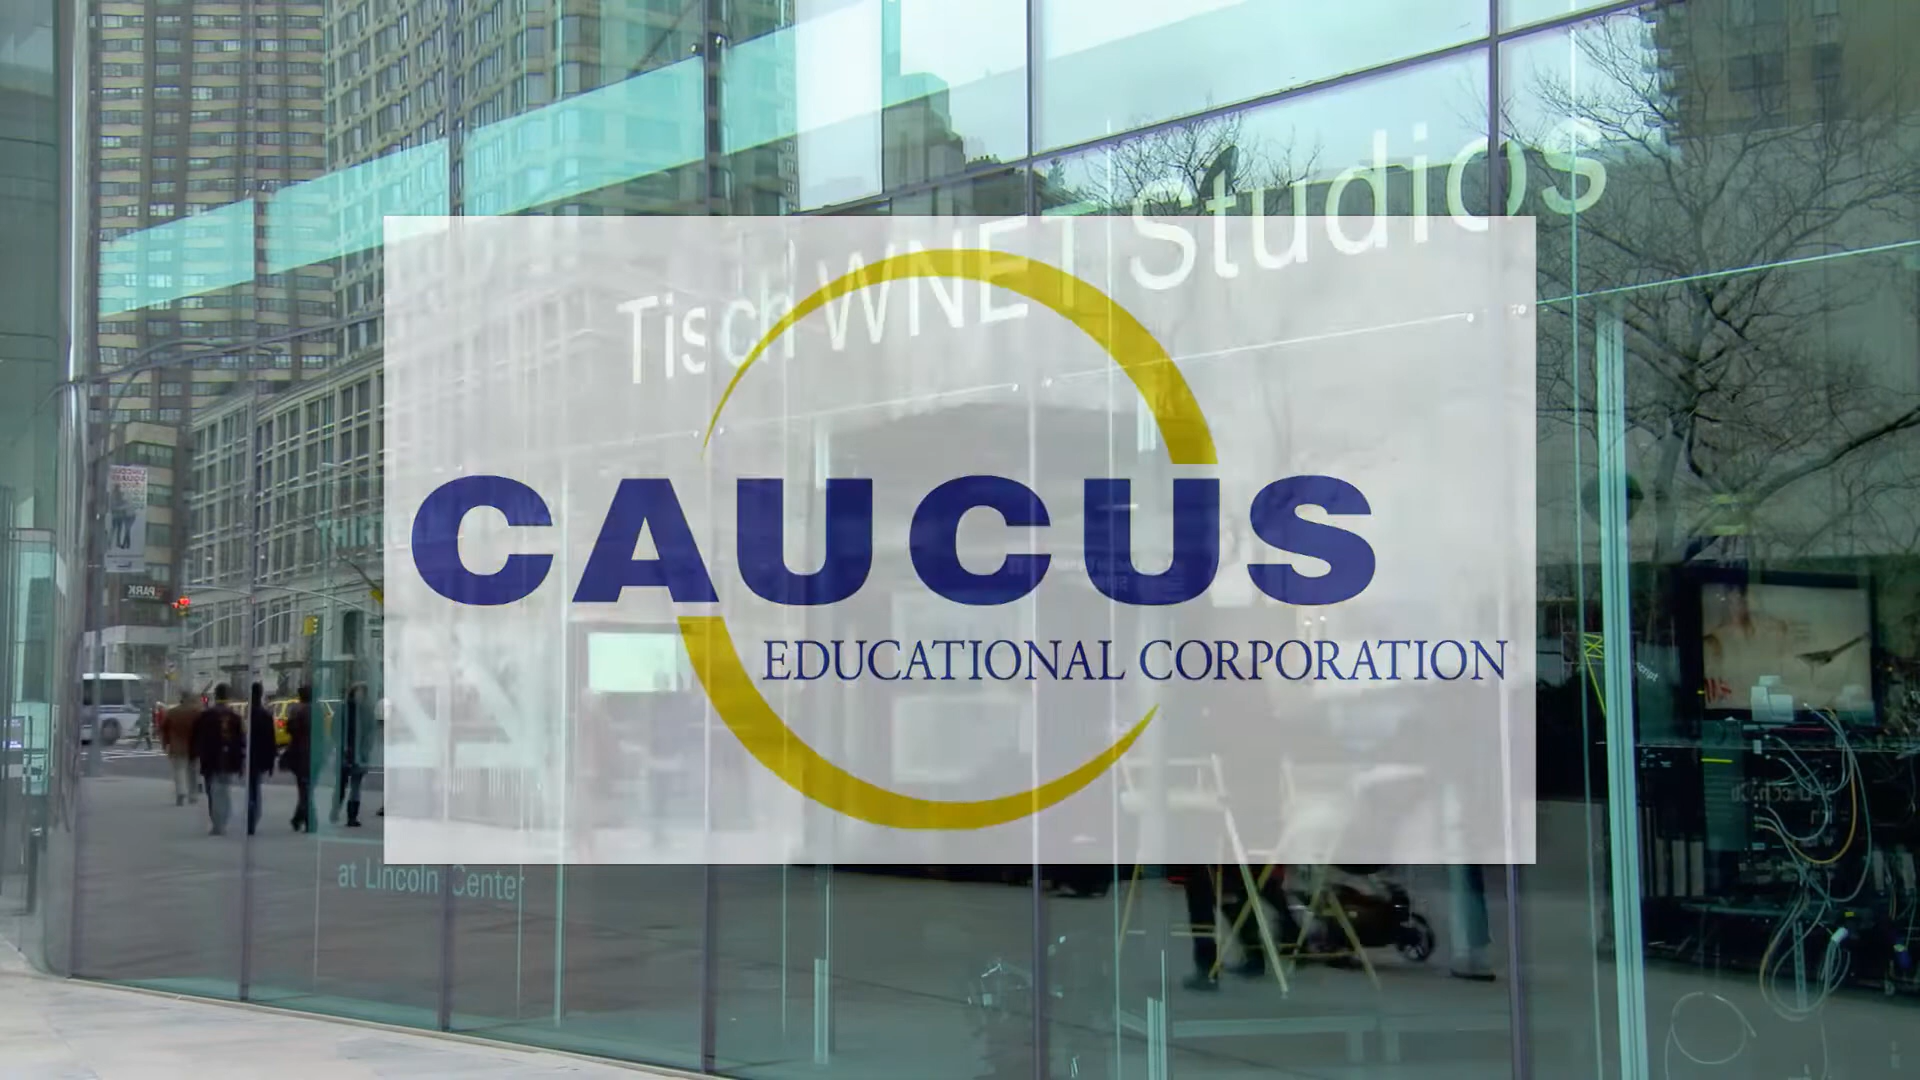 Tisch WNET Studios
CAUCUS
EDUCATIONAL CORPORATION
PARK
at Lincoln Center